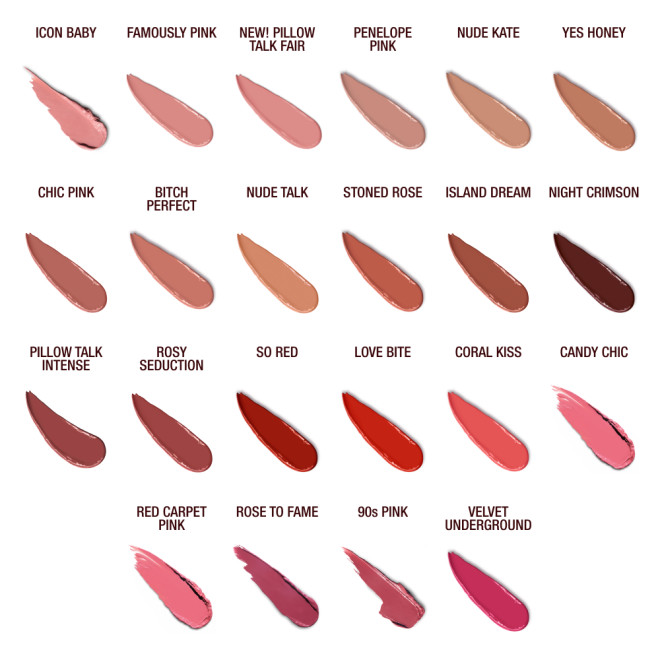 ICON BABY
FAMOUSLY PINK
NEW! PILLOW
TALK FAIR
PENELOPE
PINK
NUDE KATE
YES HONEY
CHIC PINK
BITCH
PERFECT
NUDE TALK
STONED ROSE
ISLAND DREAM
NIGHT CRIMSON
PILLOW TALK
INTENSE
ROSY
SEDUCTION
SO RED
LOVE BITE
CORAL KISS
CANDY CHIC
RED CARPET
PINK
ROSE TO FAME
90s PINK
VELVET
UNDERGROUND